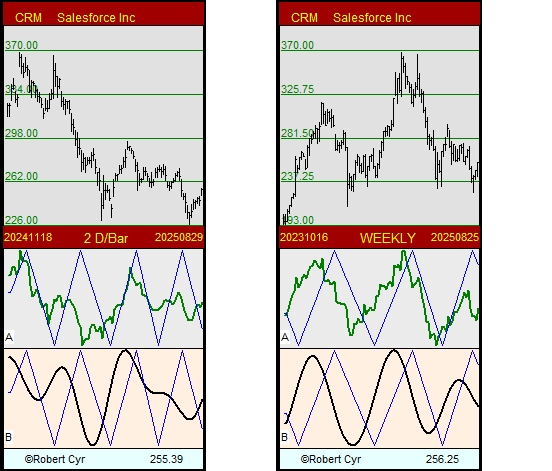 CRM Salesforce Inc
370.00
334.00
298.00
262.00
226.00
20241118 2 D/Bar 20250829
A
B
©Robert Cyr 255.39
CRM Salesforce Inc
370.00
325.75
281.50
237.25
193.00
20231016 WEEKLY 20250825
A
B
©Robert Cyr 256.25